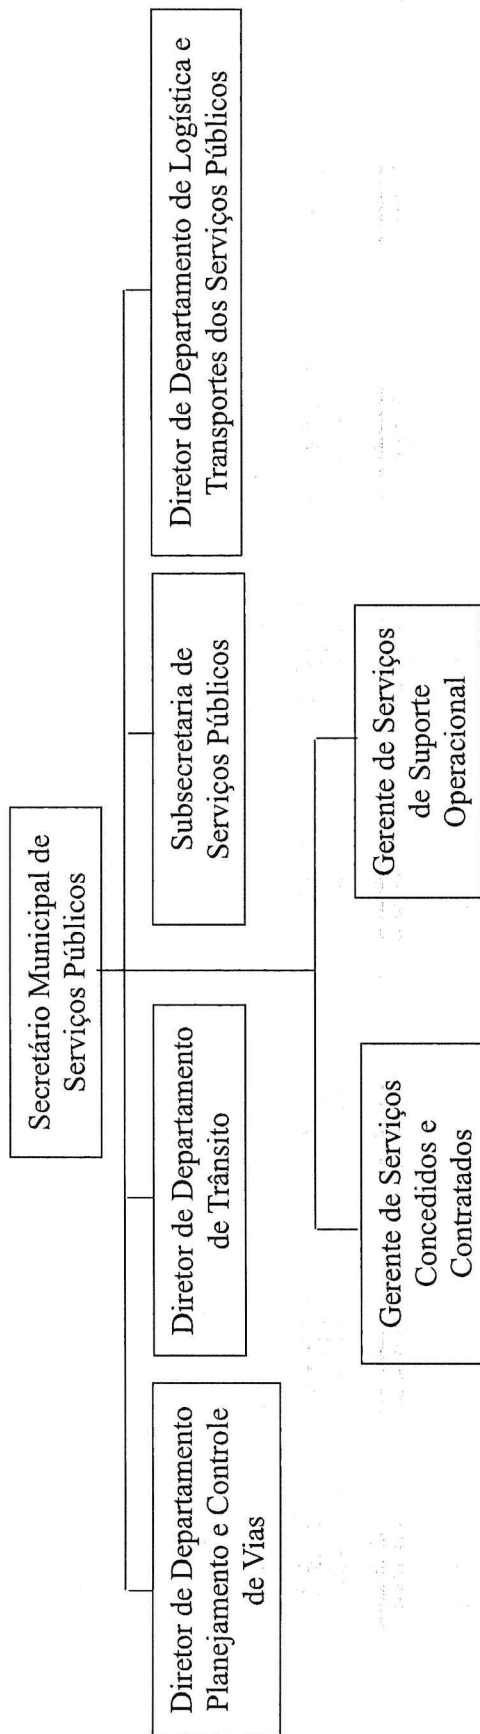 Secretário Municipal de
Serviços Públicos
Diretor de Departamento
Planejamento e Controle
de Vias
Diretor de Departamento
de Trânsito
Subsecretaria de
Serviços Públicos
Diretor de Departamento de Logística e
Transportes dos Serviços Públicos
Gerente de Serviços
Concedidos e
Contratados
Gerente de Serviços
de Suporte
Operacional